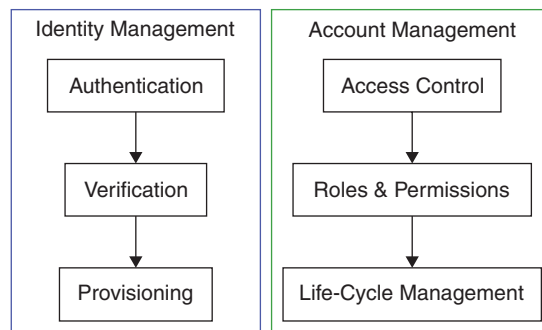 Identity Management
Authentication
Verification
Provisioning
Account Management
Access Control
Roles & Permissions
Life-Cycle Management